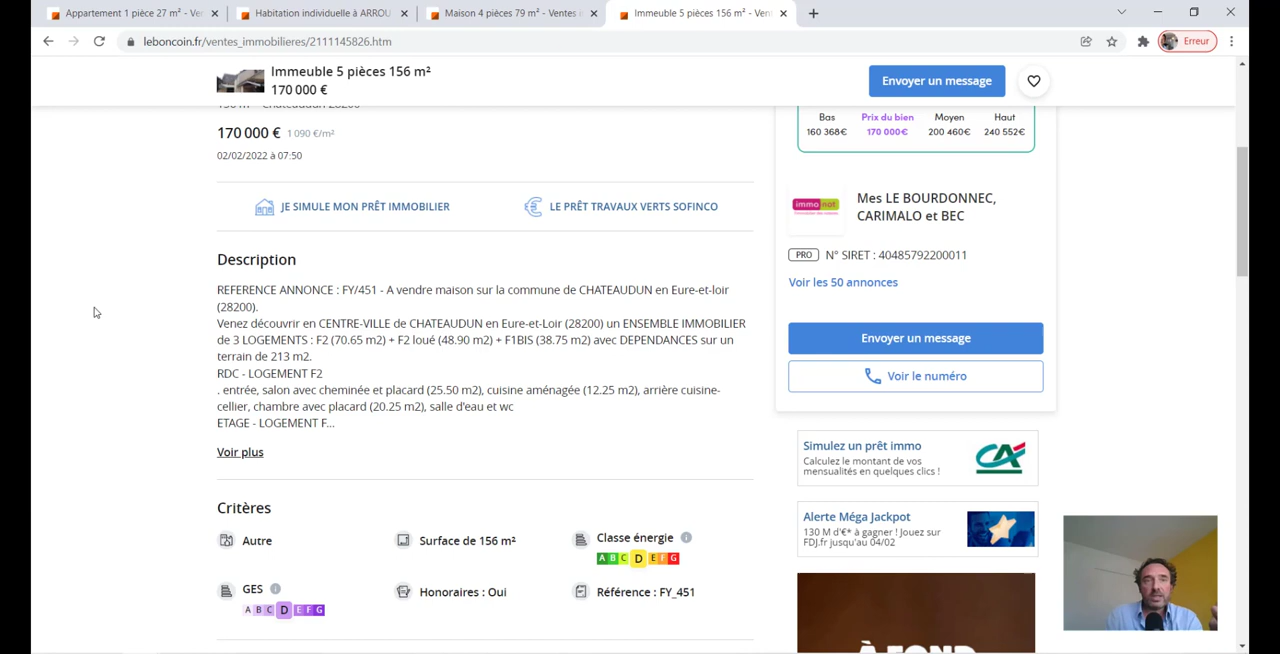 Appartement 1 pièce 27 m² - Ve
Habitation individuelle à ARROU
Maison 4 pièces 79 m² - Ventes i
Immeuble 5 pièces 156 m² - Ven
leboncoin.fr/ventes_immobilieres/2111145826.htm
Erreur
Immeuble 5 pièces 156 m²
170 000 €
Envoyer un message
170 000 €
1 090 €/m²
02/02/2022 à 07:50
JE SIMULE MON PRÊT IMMOBILIER
LE PRÊT TRAVAUX VERTS SOFINCO
Description
REFERENCE ANNONCE : FY/451 - A vendre maison sur la commune de CHATEAUDUN en Eure-et-loir
(28200).
Venez découvrir en CENTRE-VILLE de CHATEAUDUN en Eure-et-Loir (28200) un ENSEMBLE IMMOBILIER
de 3 LOGEMENTS : F2 (70.65 m2) + F2 loué (48.90 m2) + F1BIS (38.75 m2) avec DEPENDANCES sur un
terrain de 213 m2.
RDC - LOGEMENT F2
. entrée, salon avec cheminée et placard (25.50 m2), cuisine aménagée (12.25 m2), arrière cuisine-
cellier, chambre avec placard (20.25 m2), salle d'eau et wc
ETAGE - LOGEMENT F...
Voir plus
Critères
Autre
Surface de 156 m²
Classe énergie
A B C D E F G
GES
A B C D E F G
Honoraires : Oui
Référence : FY_451
Bas
Prix du bien
Moyen
Haut
160 368€
170 000€
200 460€
240 552€
immo not
Mes LE BOURDONNEC,
CARIMALO et BEC
PRO
N° SIRET : 40485792200011
Voir les 50 annonces
Envoyer un message
Voir le numéro
Simulez un prêt immo
Calculez le montant de vos
mensualités en quelques clics !
CA
Alerte Méga Jackpot
130 M d'€* à gagner ! Jouez sur
FDJ.fr jusqu'au 04/02
À FOND